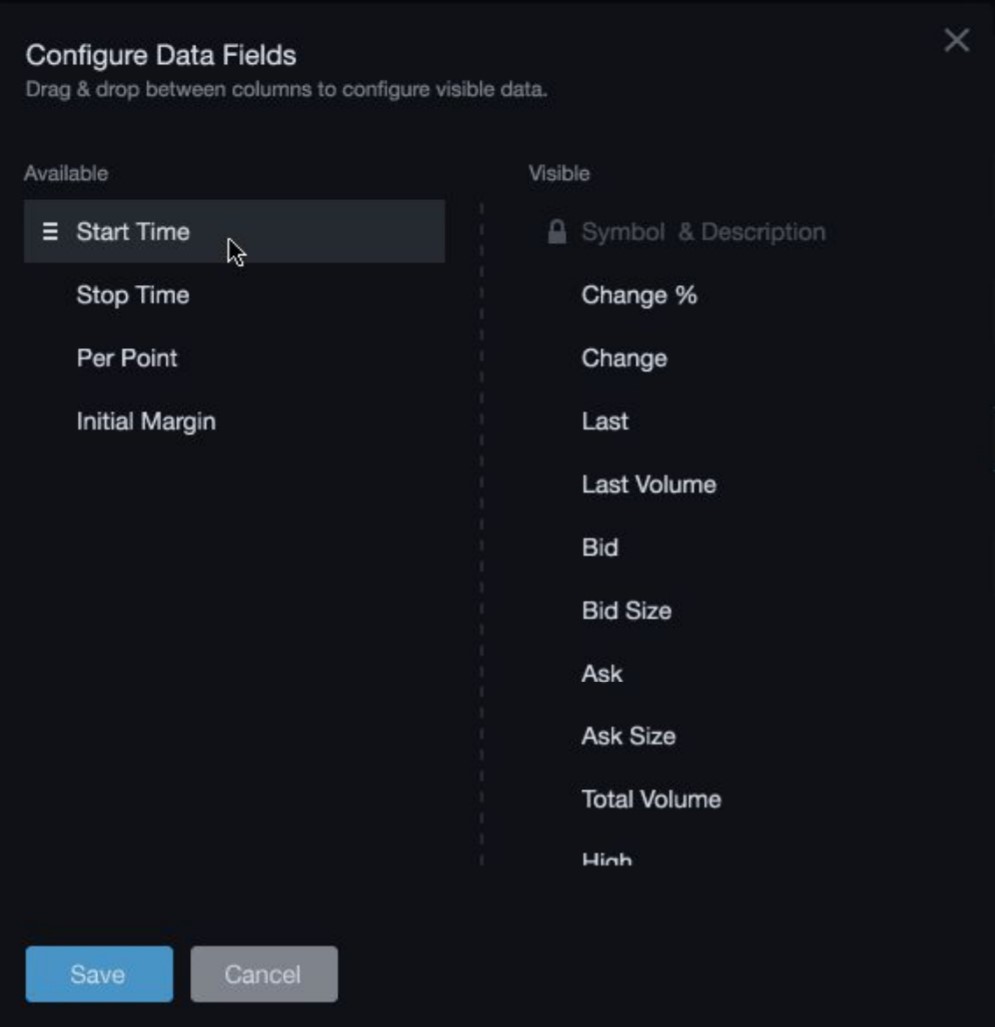 Configure Data Fields
Drag & drop between columns to configure visible data.
Available
Start Time
Stop Time
Per Point
Initial Margin
Visible
Symbol & Description
Change %
Change
Last
Last Volume
Bid
Bid Size
Ask
Ask Size
Total Volume
High
Save
Cancel